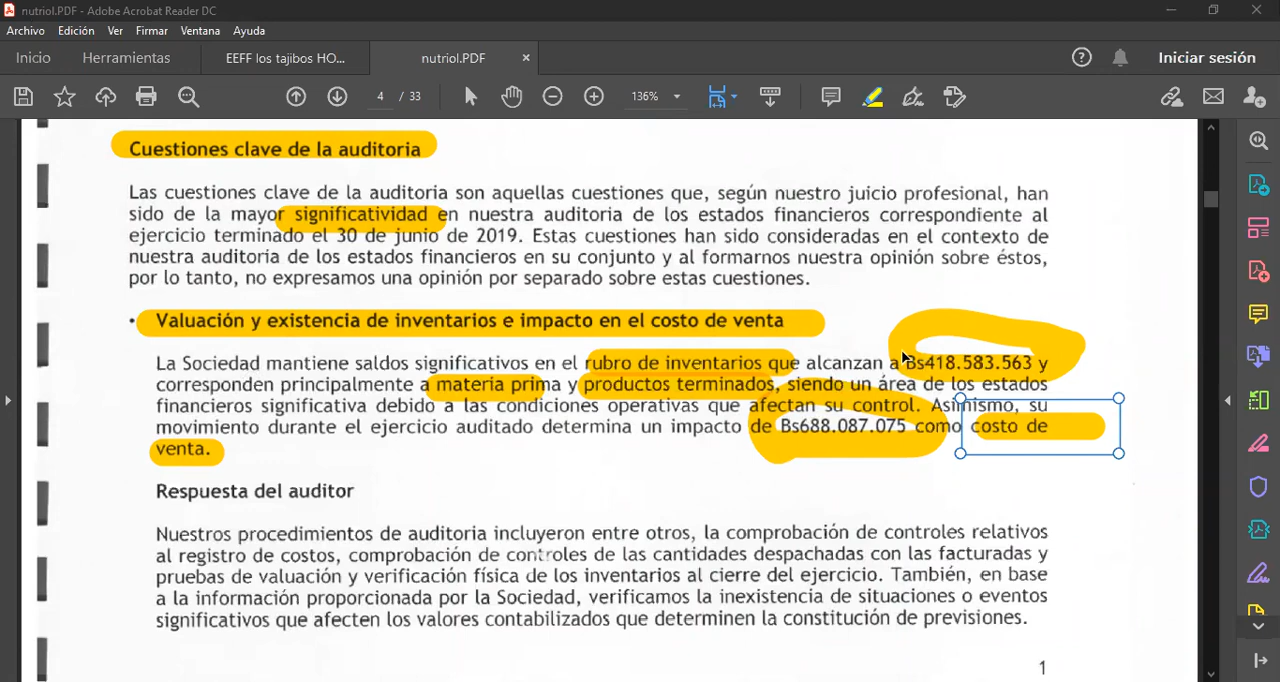 nutriol.PDF - Adobe Acrobat Reader DC
Archivo Edición Ver Firmar Ventana Ayuda
Inicio Herramientas EEFF los tajibos HO... nutriol.PDF × Iniciar sesión
4 / 33 136%
Cuestiones clave de la auditoria
Las cuestiones clave de la auditoria son aquellas cuestiones que, según nuestro juicio profesional, han
sido de la mayor significatividad en nuestra auditoria de los estados financieros correspondiente al
ejercicio terminado el 30 de junio de 2019. Estas cuestiones han sido consideradas en el contexto de
nuestra auditoria de los estados financieros en su conjunto y al formarnos nuestra opinión sobre éstos,
por lo tanto, no expresamos una opinión por separado sobre estas cuestiones.
· Valuación y existencia de inventarios e impacto en el costo de venta
La Sociedad mantiene saldos significativos en el rubro de inventarios que alcanzan a Bs418.583.563 y
corresponden principalmente a materia prima y productos terminados, siendo un área de los estados
financieros significativa debido a las condiciones operativas que afectan su control. Asimismo, su
movimiento durante el ejercicio auditado determina un impacto de Bs688.087.075 como costo de
venta.
Respuesta del auditor
Nuestros procedimientos de auditoria incluyeron entre otros, la comprobación de controles relativos
al registro de costos, comprobación de controles de las cantidades despachadas con las facturadas y
pruebas de valuación y verificación física de los inventarios al cierre del ejercicio. También, en base
a la información proporcionada por la Sociedad, verificamos la inexistencia de situaciones o eventos
significativos que afecten los valores contabilizados que determinen la constitución de previsiones.
1